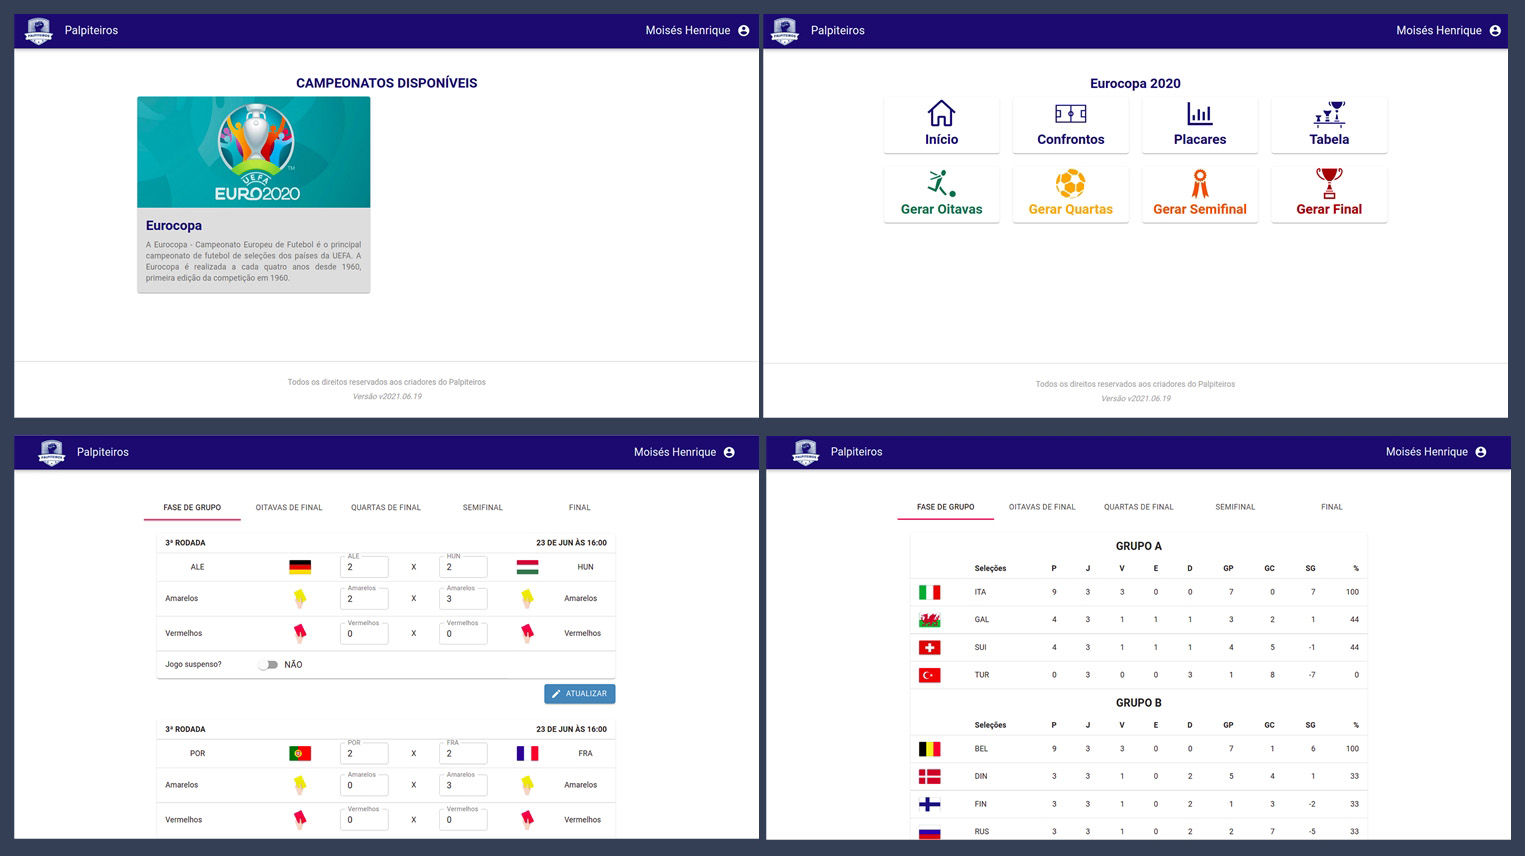 Palpiteiros
Moisés Henrique
CAMPEONATOS DISPONÍVEIS
UEFA
EURO2020
TM
Eurocopa
A Eurocopa - Campeonato Europeu de Futebol é o principal
campeonato de futebol de seleções dos países da UEFA. A
Eurocopa é realizada a cada quatro anos desde 1960,
primeira edição da competição em 1960.
Todos os direitos reservados aos criadores do Palpiteiros
Versão v2021.06.19
Palpiteiros
Moisés Henrique
Eurocopa 2020
Início Confrontos Placares Tabela
Gerar Oitavas Gerar Quartas Gerar Semifinal Gerar Final
Todos os direitos reservados aos criadores do Palpiteiros
Versão v2021.06.19
PALPITEIROS
Palpiteiros
Moisés Henrique
FASE DE GRUPO OITAVAS DE FINAL QUARTAS DE FINAL SEMIFINAL FINAL
3ª RODADA 23 DE JUN ÀS 16:00
ALE HUN
ALE 2 X 2 HUN
Amarelos Amarelos
Amarelos 2 X 3 Amarelos
Vermelhos Vermelhos
Vermelhos 0 X 0 Vermelhos
Jogo suspenso? NÃO
ATUALIZAR
3ª RODADA 23 DE JUN ÀS 16:00
POR FRA
POR 2 X 2 FRA
Amarelos Amarelos
Amarelos 0 X 3 Amarelos
Vermelhos Vermelhos
Vermelhos 0 X 0 Vermelhos
PALPITEIROS
Palpiteiros
Moisés Henrique
FASE DE GRUPO OITAVAS DE FINAL QUARTAS DE FINAL SEMIFINAL FINAL
GRUPO A
Seleções P J V E D GP GC SG %
ITA 9 3 3 0 0 7 0 7 100
GAL 4 3 1 1 1 3 2 1 44
SUI 4 3 1 1 1 4 5 -1 44
TUR 0 3 0 0 3 1 8 -7 0
GRUPO B
Seleções P J V E D GP GC SG %
BEL 9 3 3 0 0 7 1 6 100
DIN 3 3 1 0 2 5 4 1 33
FIN 3 3 1 0 2 1 3 -2 33
RUS 3 3 1 0 2 2 7 -5 33